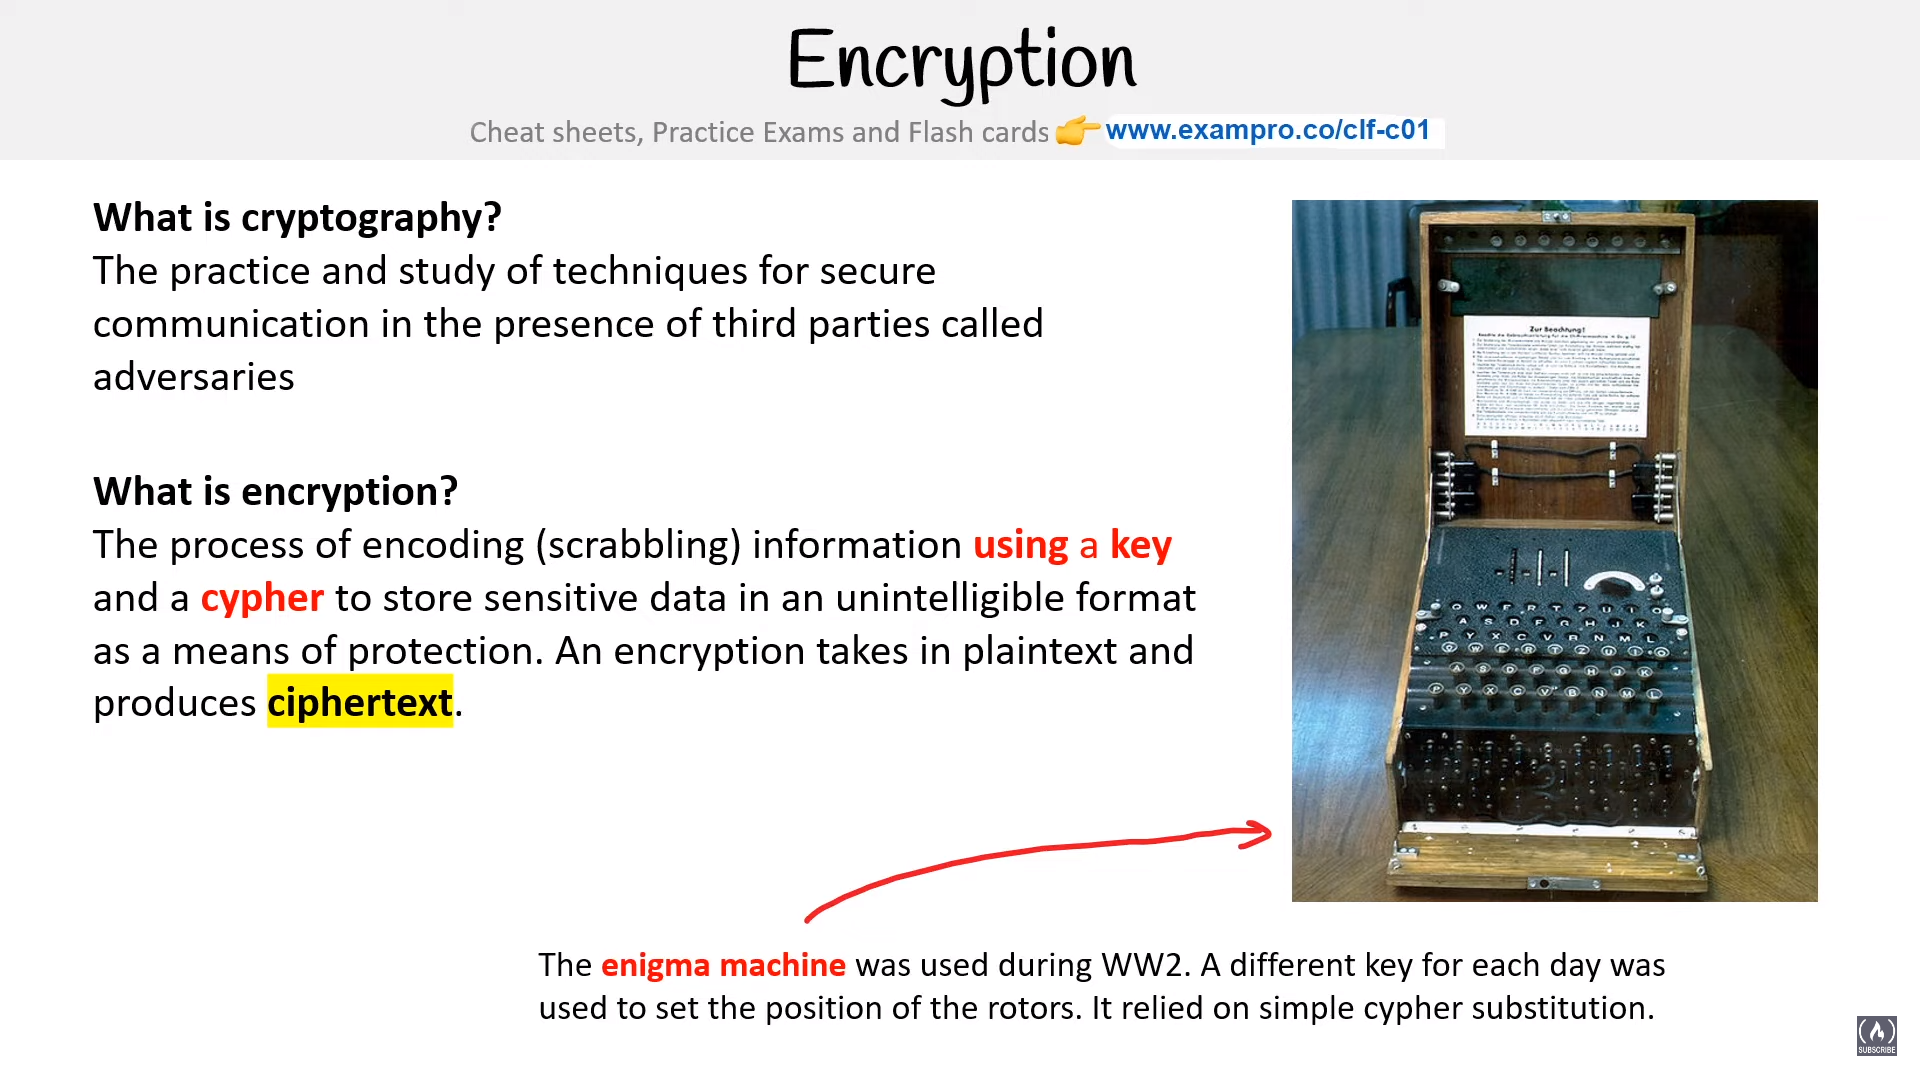 Encryption
Cheat sheets, Practice Exams and Flash cards 👉 www.exampro.co/clf-c01
What is cryptography?
The practice and study of techniques for secure
communication in the presence of third parties called
adversaries
What is encryption?
The process of encoding (scrabbling) information using a key
and a cypher to store sensitive data in an unintelligible format
as a means of protection. An encryption takes in plaintext and
produces ciphertext.
Zur Beachtung!
Q W E R T Z U I O
A S D F G H J K
P Y X C V B N M L
Q W E R T Z U I O
A S D F G H J K
P Y X C V B N M L
The enigma machine was used during WW2. A different key for each day was
used to set the position of the rotors. It relied on simple cypher substitution.
SUBSCRIBE